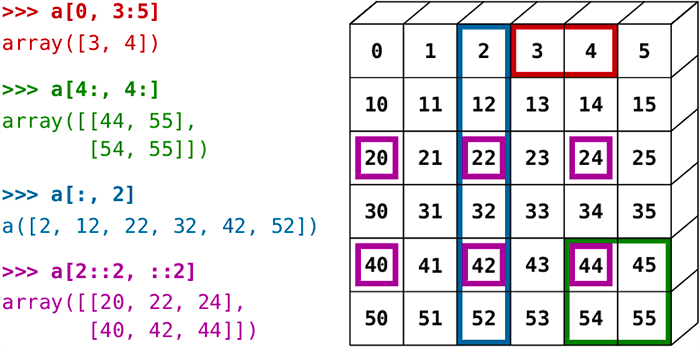 >>> a[0, 3:5]
array([3, 4])
>>> a[4:, 4:]
array([[44, 55],
       [54, 55]])
>>> a[:, 2]
a([2, 12, 22, 32, 42, 52])
>>> a[2::2, ::2]
array([[20, 22, 24],
       [40, 42, 44]])
0 1 2 3 4 5
10 11 12 13 14 15
20 21 22 23 24 25
30 31 32 33 34 35
40 41 42 43 44 45
50 51 52 53 54 55